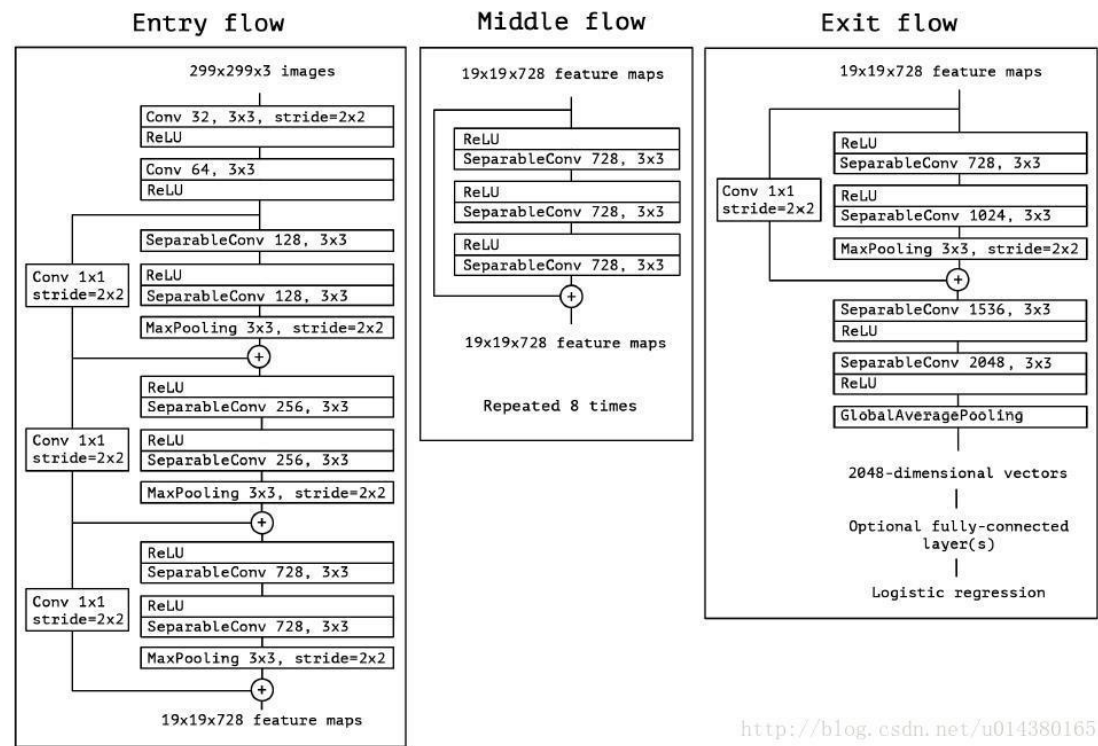 Entry flow
299x299x3 images
Conv 32, 3x3, stride=2x2
ReLU
Conv 64, 3x3
ReLU
SeparableConv 128, 3x3
Conv 1x1
stride=2x2
ReLU
SeparableConv 128, 3x3
MaxPooling 3x3, stride=2x2
+
ReLU
SeparableConv 256, 3x3
Conv 1x1
stride=2x2
ReLU
SeparableConv 256, 3x3
MaxPooling 3x3, stride=2x2
+
ReLU
SeparableConv 728, 3x3
Conv 1x1
stride=2x2
ReLU
SeparableConv 728, 3x3
MaxPooling 3x3, stride=2x2
+
19x19x728 feature maps
Middle flow
19x19x728 feature maps
ReLU
SeparableConv 728, 3x3
ReLU
SeparableConv 728, 3x3
ReLU
SeparableConv 728, 3x3
+
19x19x728 feature maps
Repeated 8 times
Exit flow
19x19x728 feature maps
ReLU
SeparableConv 728, 3x3
Conv 1x1
stride=2x2
ReLU
SeparableConv 1024, 3x3
MaxPooling 3x3, stride=2x2
+
SeparableConv 1536, 3x3
ReLU
SeparableConv 2048, 3x3
ReLU
GlobalAveragePooling
2048-dimensional vectors
Optional fully-connected
layer(s)
Logistic regression
http://blog.csdn.net/u014380165